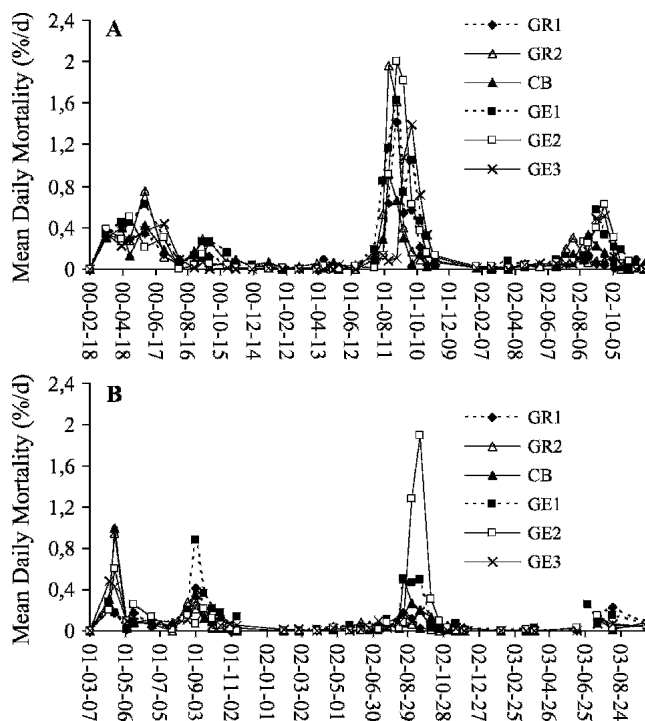 A
Mean Daily Mortality (%/d)
2,4
2
1,6
1,2
0,8
0,4
0
GR1
GR2
CB
GE1
GE2
GE3
00-02-18
00-04-18
00-06-17
00-08-16
00-10-15
00-12-14
01-02-12
01-04-13
01-06-12
01-08-11
01-10-10
01-12-09
02-02-07
02-04-08
02-06-07
02-08-06
02-10-05
B
Mean Daily Mortality (%/d)
2,4
2
1,6
1,2
0,8
0,4
0
GR1
GR2
CB
GE1
GE2
GE3
01-03-07
01-05-06
01-07-05
01-09-03
01-11-02
02-01-01
02-03-02
02-05-01
02-06-30
02-08-29
02-10-28
02-12-27
03-02-25
03-04-26
03-06-25
03-08-24